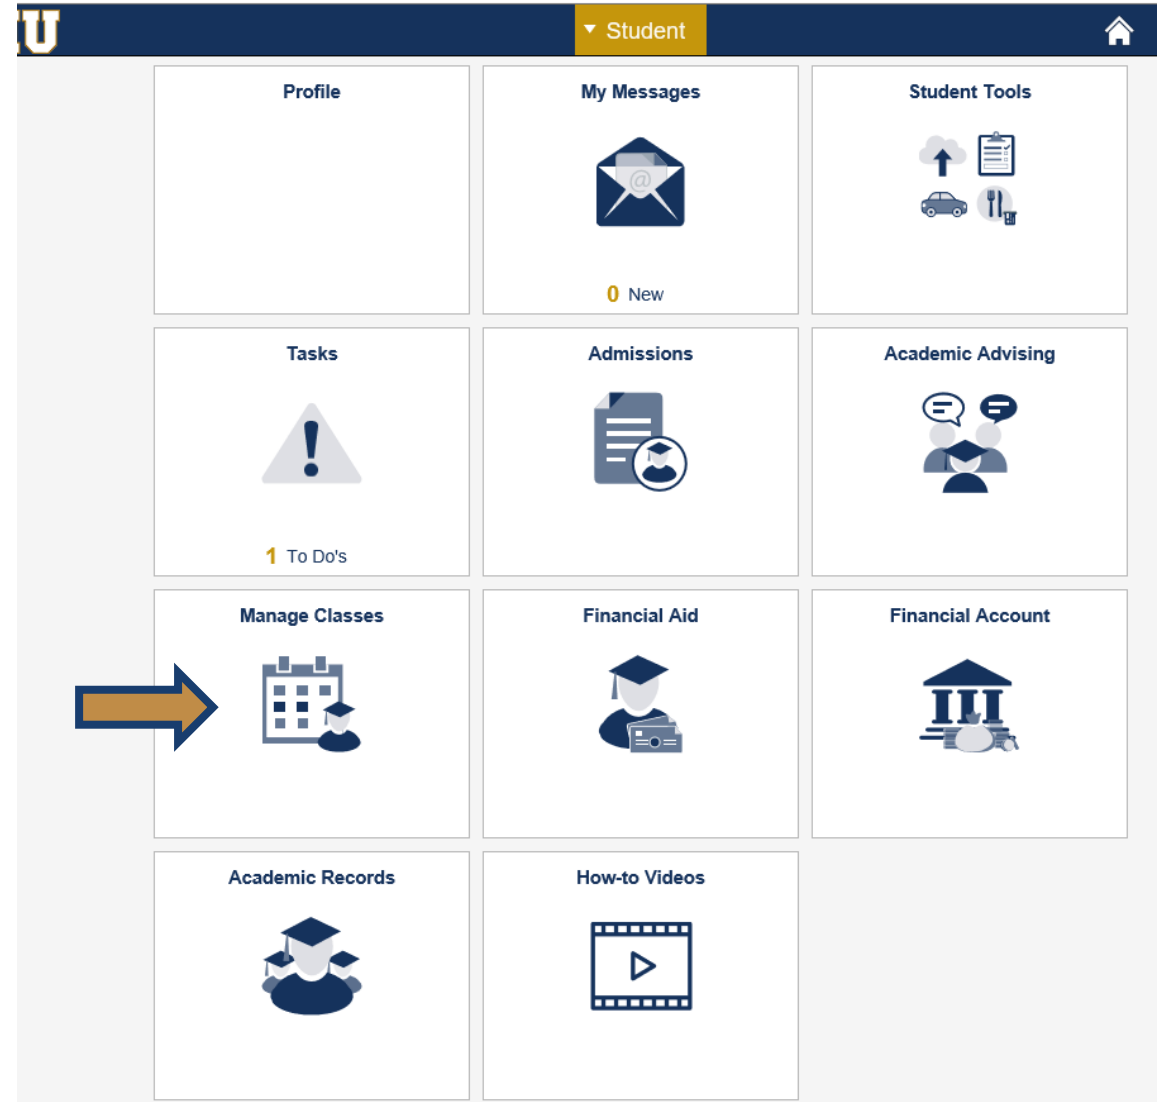 U
Student
Profile
My Messages
Student Tools
@
0 New
Tasks
Admissions
Academic Advising
!
1 To Do's
Manage Classes
Financial Aid
Financial Account
Academic Records
How-to Videos